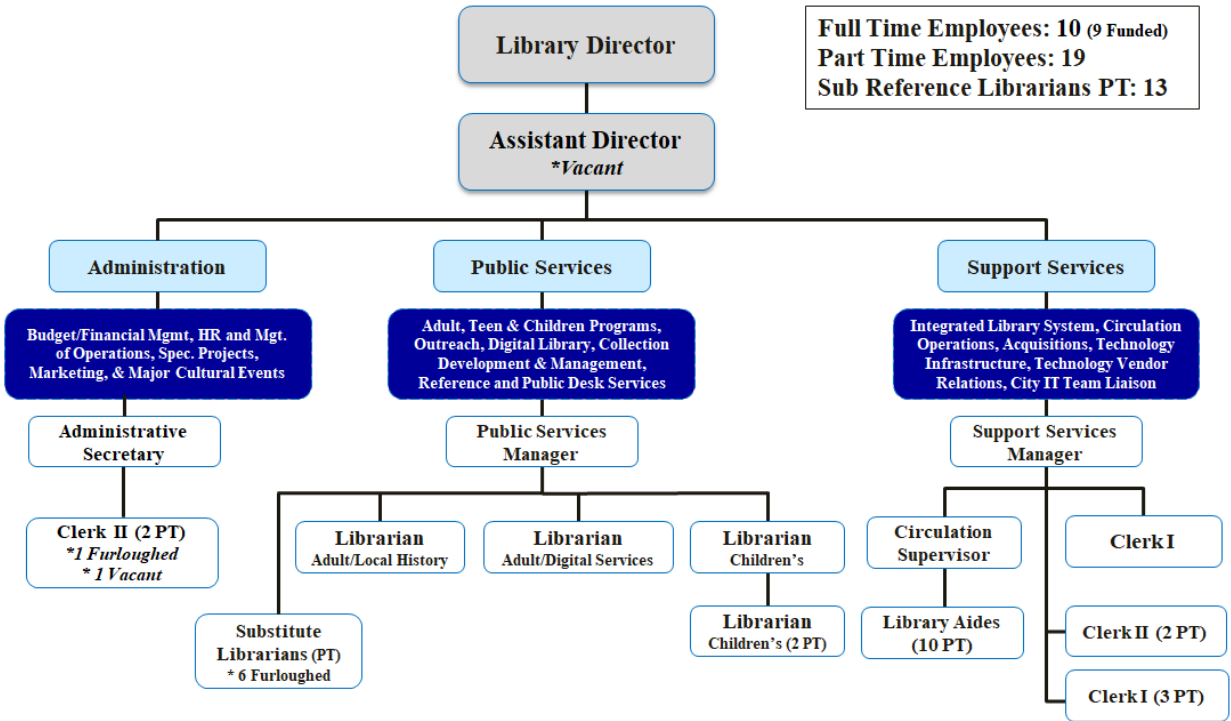 Library Director
Full Time Employees: 10 (9 Funded)
Part Time Employees: 19
Sub Reference Librarians PT: 13
Assistant Director
*Vacant
Administration
Public Services
Support Services
Budget/Financial Mgmt, HR and Mgt.
of Operations, Spec. Projects,
Marketing, & Major Cultural Events
Adult, Teen & Children Programs,
Outreach, Digital Library, Collection
Development & Management,
Reference and Public Desk Services
Integrated Library System, Circulation
Operations, Acquisitions, Technology
Infrastructure, Technology Vendor
Relations, City IT Team Liaison
Administrative
Secretary
Public Services
Manager
Support Services
Manager
Clerk II (2 PT)
*1 Furloughed
* 1 Vacant
Librarian
Adult/Local History
Librarian
Adult/Digital Services
Librarian
Children's
Circulation
Supervisor
Clerk I
Substitute
Librarians (PT)
* 6 Furloughed
Librarian
Children's (2 PT)
Library Aides
(10 PT)
Clerk II (2 PT)
Clerk I (3 PT)